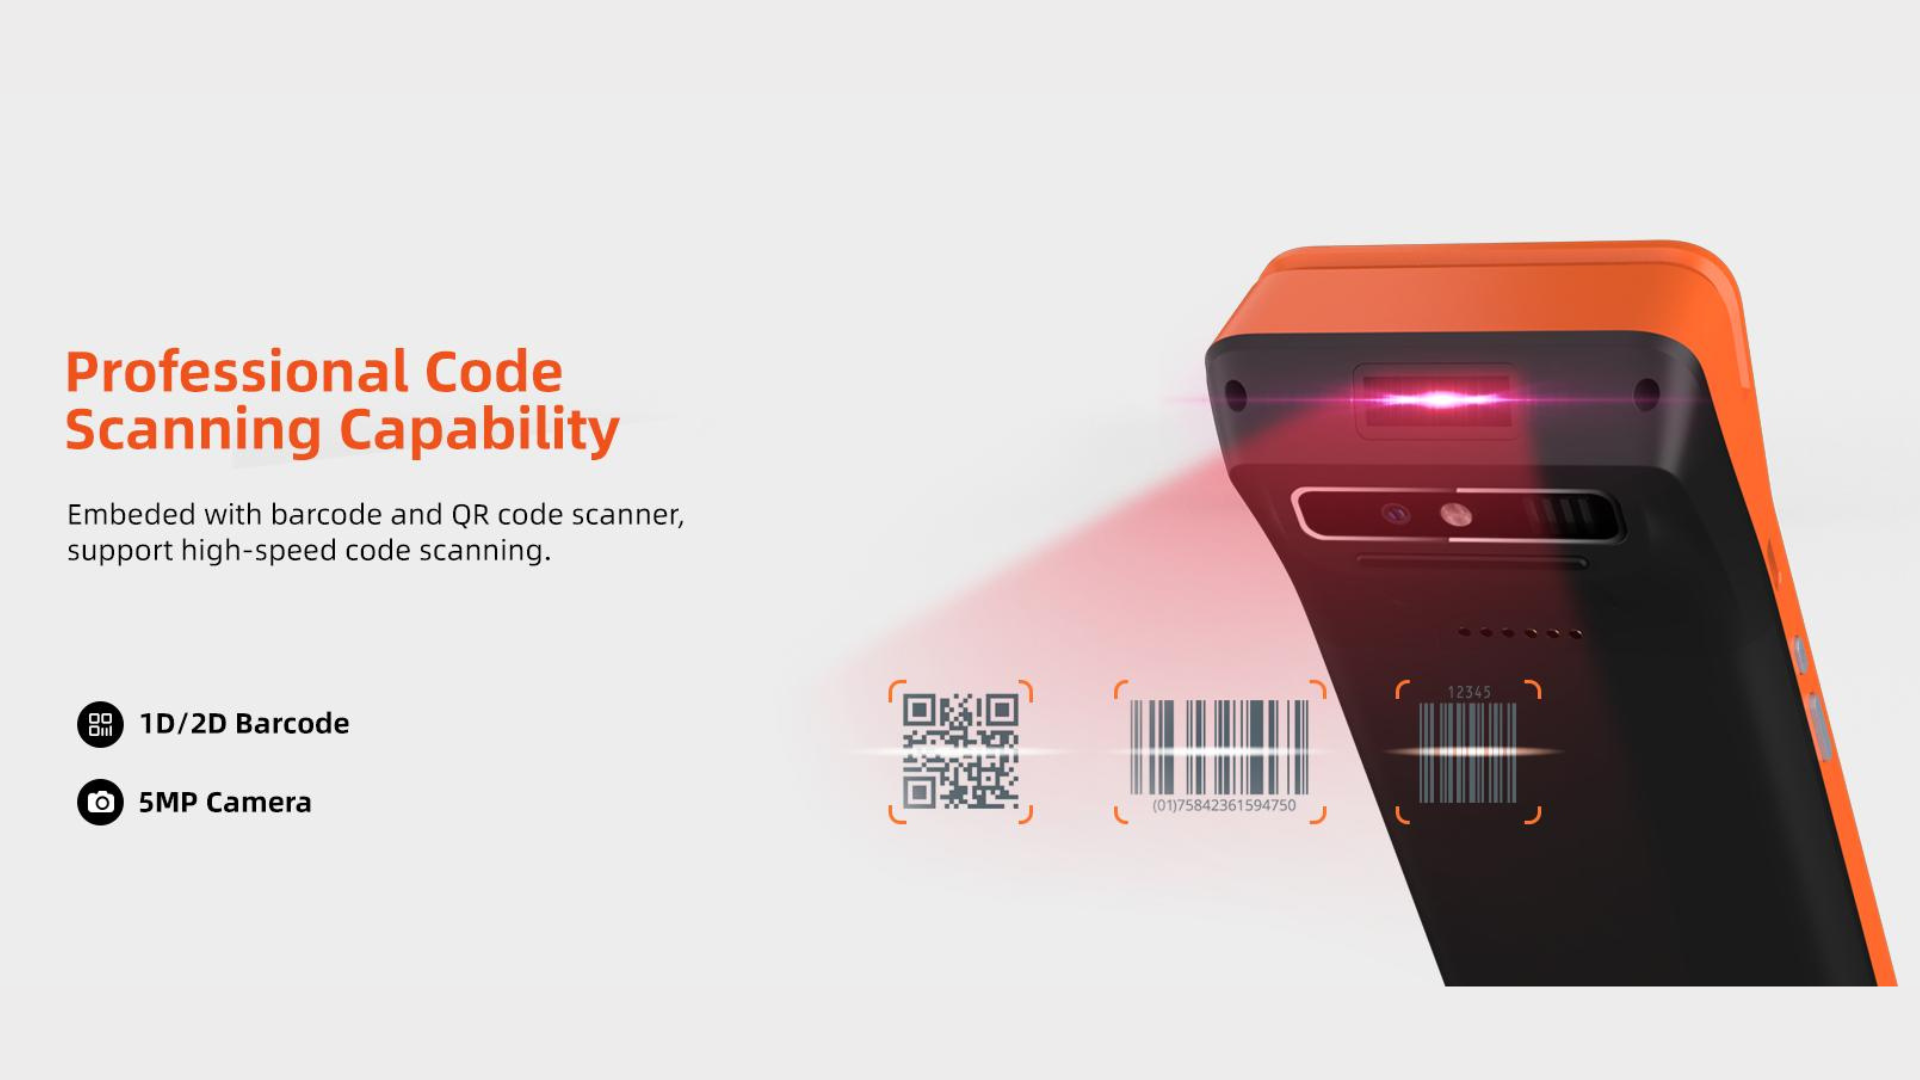 Professional Code
Scanning Capability
Embeded with barcode and QR code scanner,
support high-speed code scanning.
1D/2D Barcode
5MP Camera
(01)75842361594750
12345